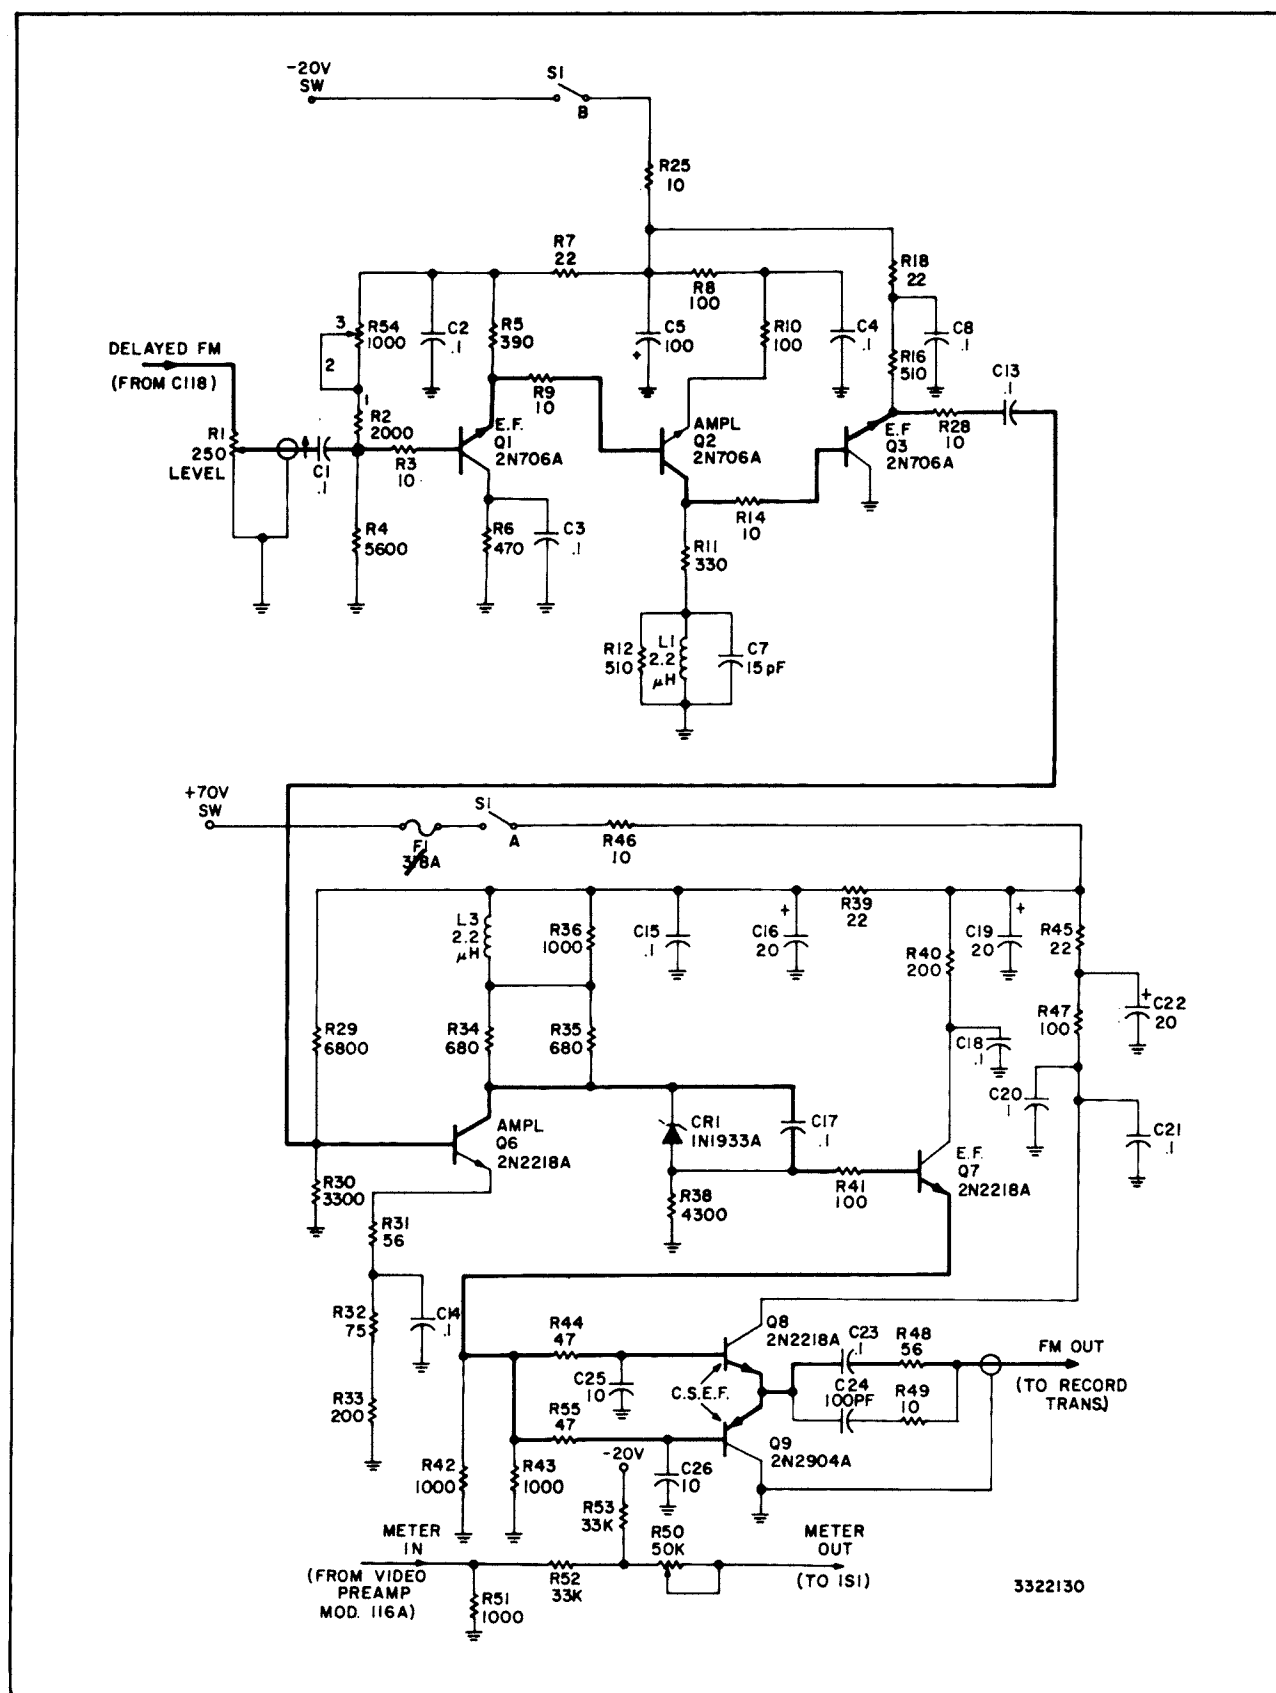 -20V
SW
S1
B
R25
10
R7
22
R8
100
R18
22
3
R54
1000
2
1
C2
.1
R5
390
C5
100
+
R10
100
C4
.1
C8
.1
R16
510
C13
.1
DELAYED FM
(FROM C118)
R9
10
R28
10
R1
250
LEVEL
C1
.1
R2
2000
R3
10
E.F.
Q1
2N706A
AMPL
Q2
2N706A
E.F
Q3
2N706A
R4
5600
R6
470
C3
.1
R14
10
R11
330
R12
510
L1
2.2
µH
C7
15pF
+70V
SW
F1
3/8A
S1
A
R46
10
L3
2.2
µH
R36
1000
C15
.1
+
C16
20
R39
22
R40
200
+
C19
20
R45
22
R29
6800
R34
680
R35
680
C18
.1
R47
100
+
C22
20
C20
.1
C21
.1
AMPL
Q6
2N2218A
CR1
1N1933A
C17
.1
E.F.
Q7
2N2218A
R30
3300
R38
4300
R41
100
R31
56
R32
75
C14
.1
R33
200
R44
47
C25
10
Q8
2N2218A
C.S.E.F.
C23
.1
R48
56
C24
100PF
R49
10
FM OUT
(TO RECORD
TRANS.)
R55
47
-20V
C26
10
Q9
2N2904A
R42
1000
R43
1000
R53
33K
METER
IN
(FROM VIDEO
PREAMP
MOD. 116A)
R51
1000
R52
33K
R50
50K
METER
OUT
(TO 1S1)
3322130